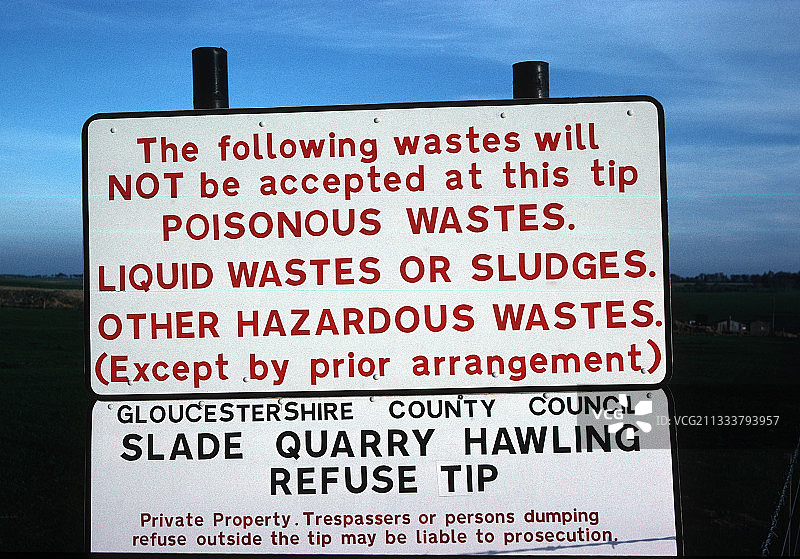 The following wastes will
NOT be accepted at this tip
POISONOUS WASTES.
LIQUID WASTES OR SLUDGES.
OTHER HAZARDOUS WASTES.
(Except by prior arrangement)
GLOUCESTERSHIRE COUNTY COUNCIL
SLADE QUARRY HAWLING
REFUSE TIP
Private Property. Trespassers or persons dumping
refuse outside the tip may be liable to prosecution.
VCG
VCG211333793957